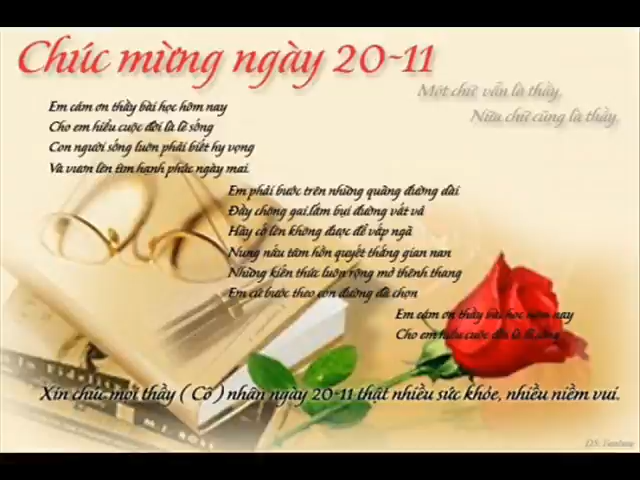 Chúc mừng ngày 20-11
Một chữ vẫn là thầy,
Nửa chữ cũng là thầy.
Em cám ơn thầy bài học hôm nay
Cho em hiểu cuộc đời là lẽ sống
Con người sống luôn phải biết hy vọng
Và vươn lên tìm hạnh phúc ngày mai.
Em phải bước trên những quãng đường dài
Đầy chông gai, lấm bụi đường vất vả
Hãy cố lên không được để vấp ngã
Nung nấu tâm hồn quyết thắng gian nan
Những kiến thức luôn rộng mở thênh thang
Em cứ bước theo con đường đã chọn
Em cám ơn thầy bài học hôm nay
Cho em hiểu cuộc đời là lẽ sống
Xin chúc mọi thầy ( Cô ) nhân ngày 20-11 thật nhiều sức khỏe, nhiều niềm vui.